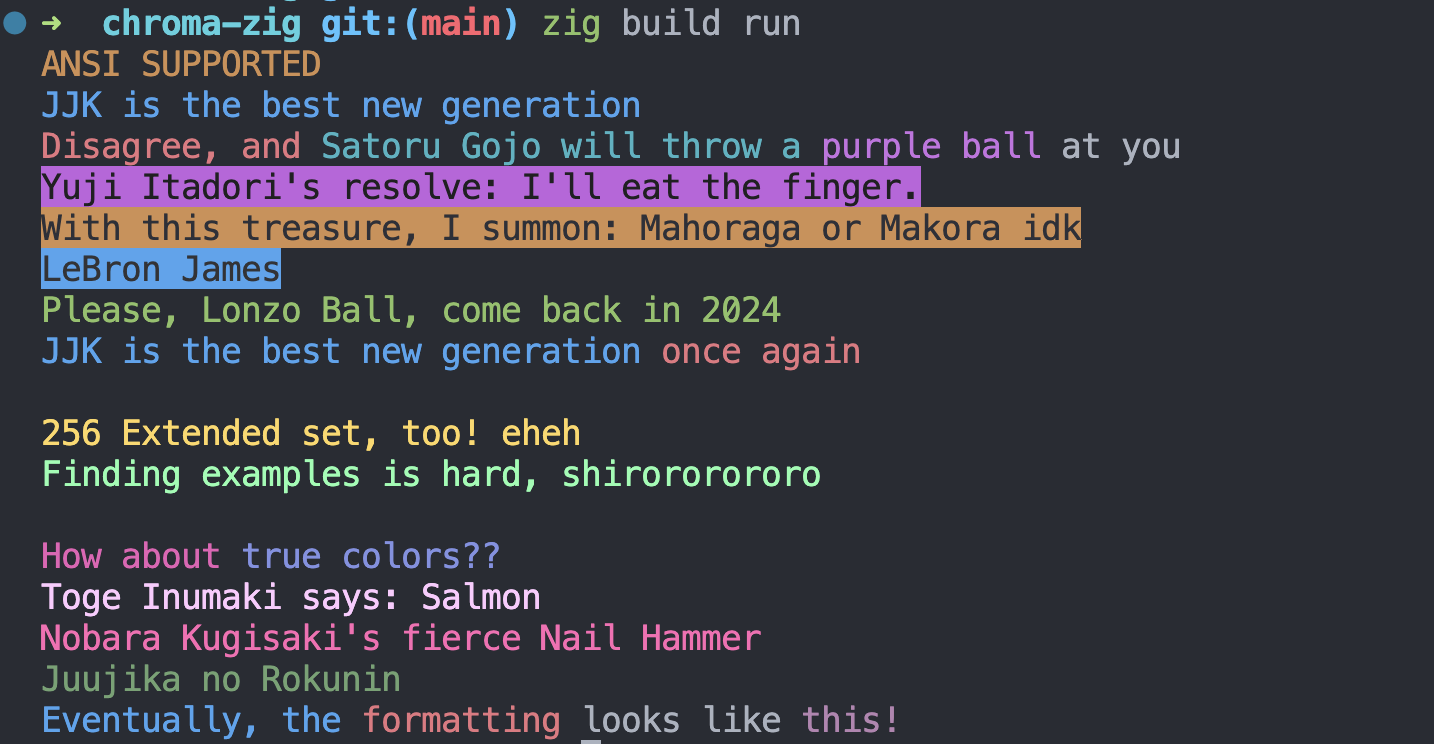 ➜  chroma-zig git:(main) zig build run
ANSI SUPPORTED
JJK is the best new generation
Disagree, and Satoru Gojo will throw a purple ball at you
Yuji Itadori's resolve: I'll eat the finger.
With this treasure, I summon: Mahoraga or Makora idk
LeBron James
Please, Lonzo Ball, come back in 2024
JJK is the best new generation once again
256 Extended set, too! eheh
Finding examples is hard, shirororororo
How about true colors??
Toge Inumaki says: Salmon
Nobara Kugisaki's fierce Nail Hammer
Juujika no Rokunin
Eventually, the formatting looks like this!